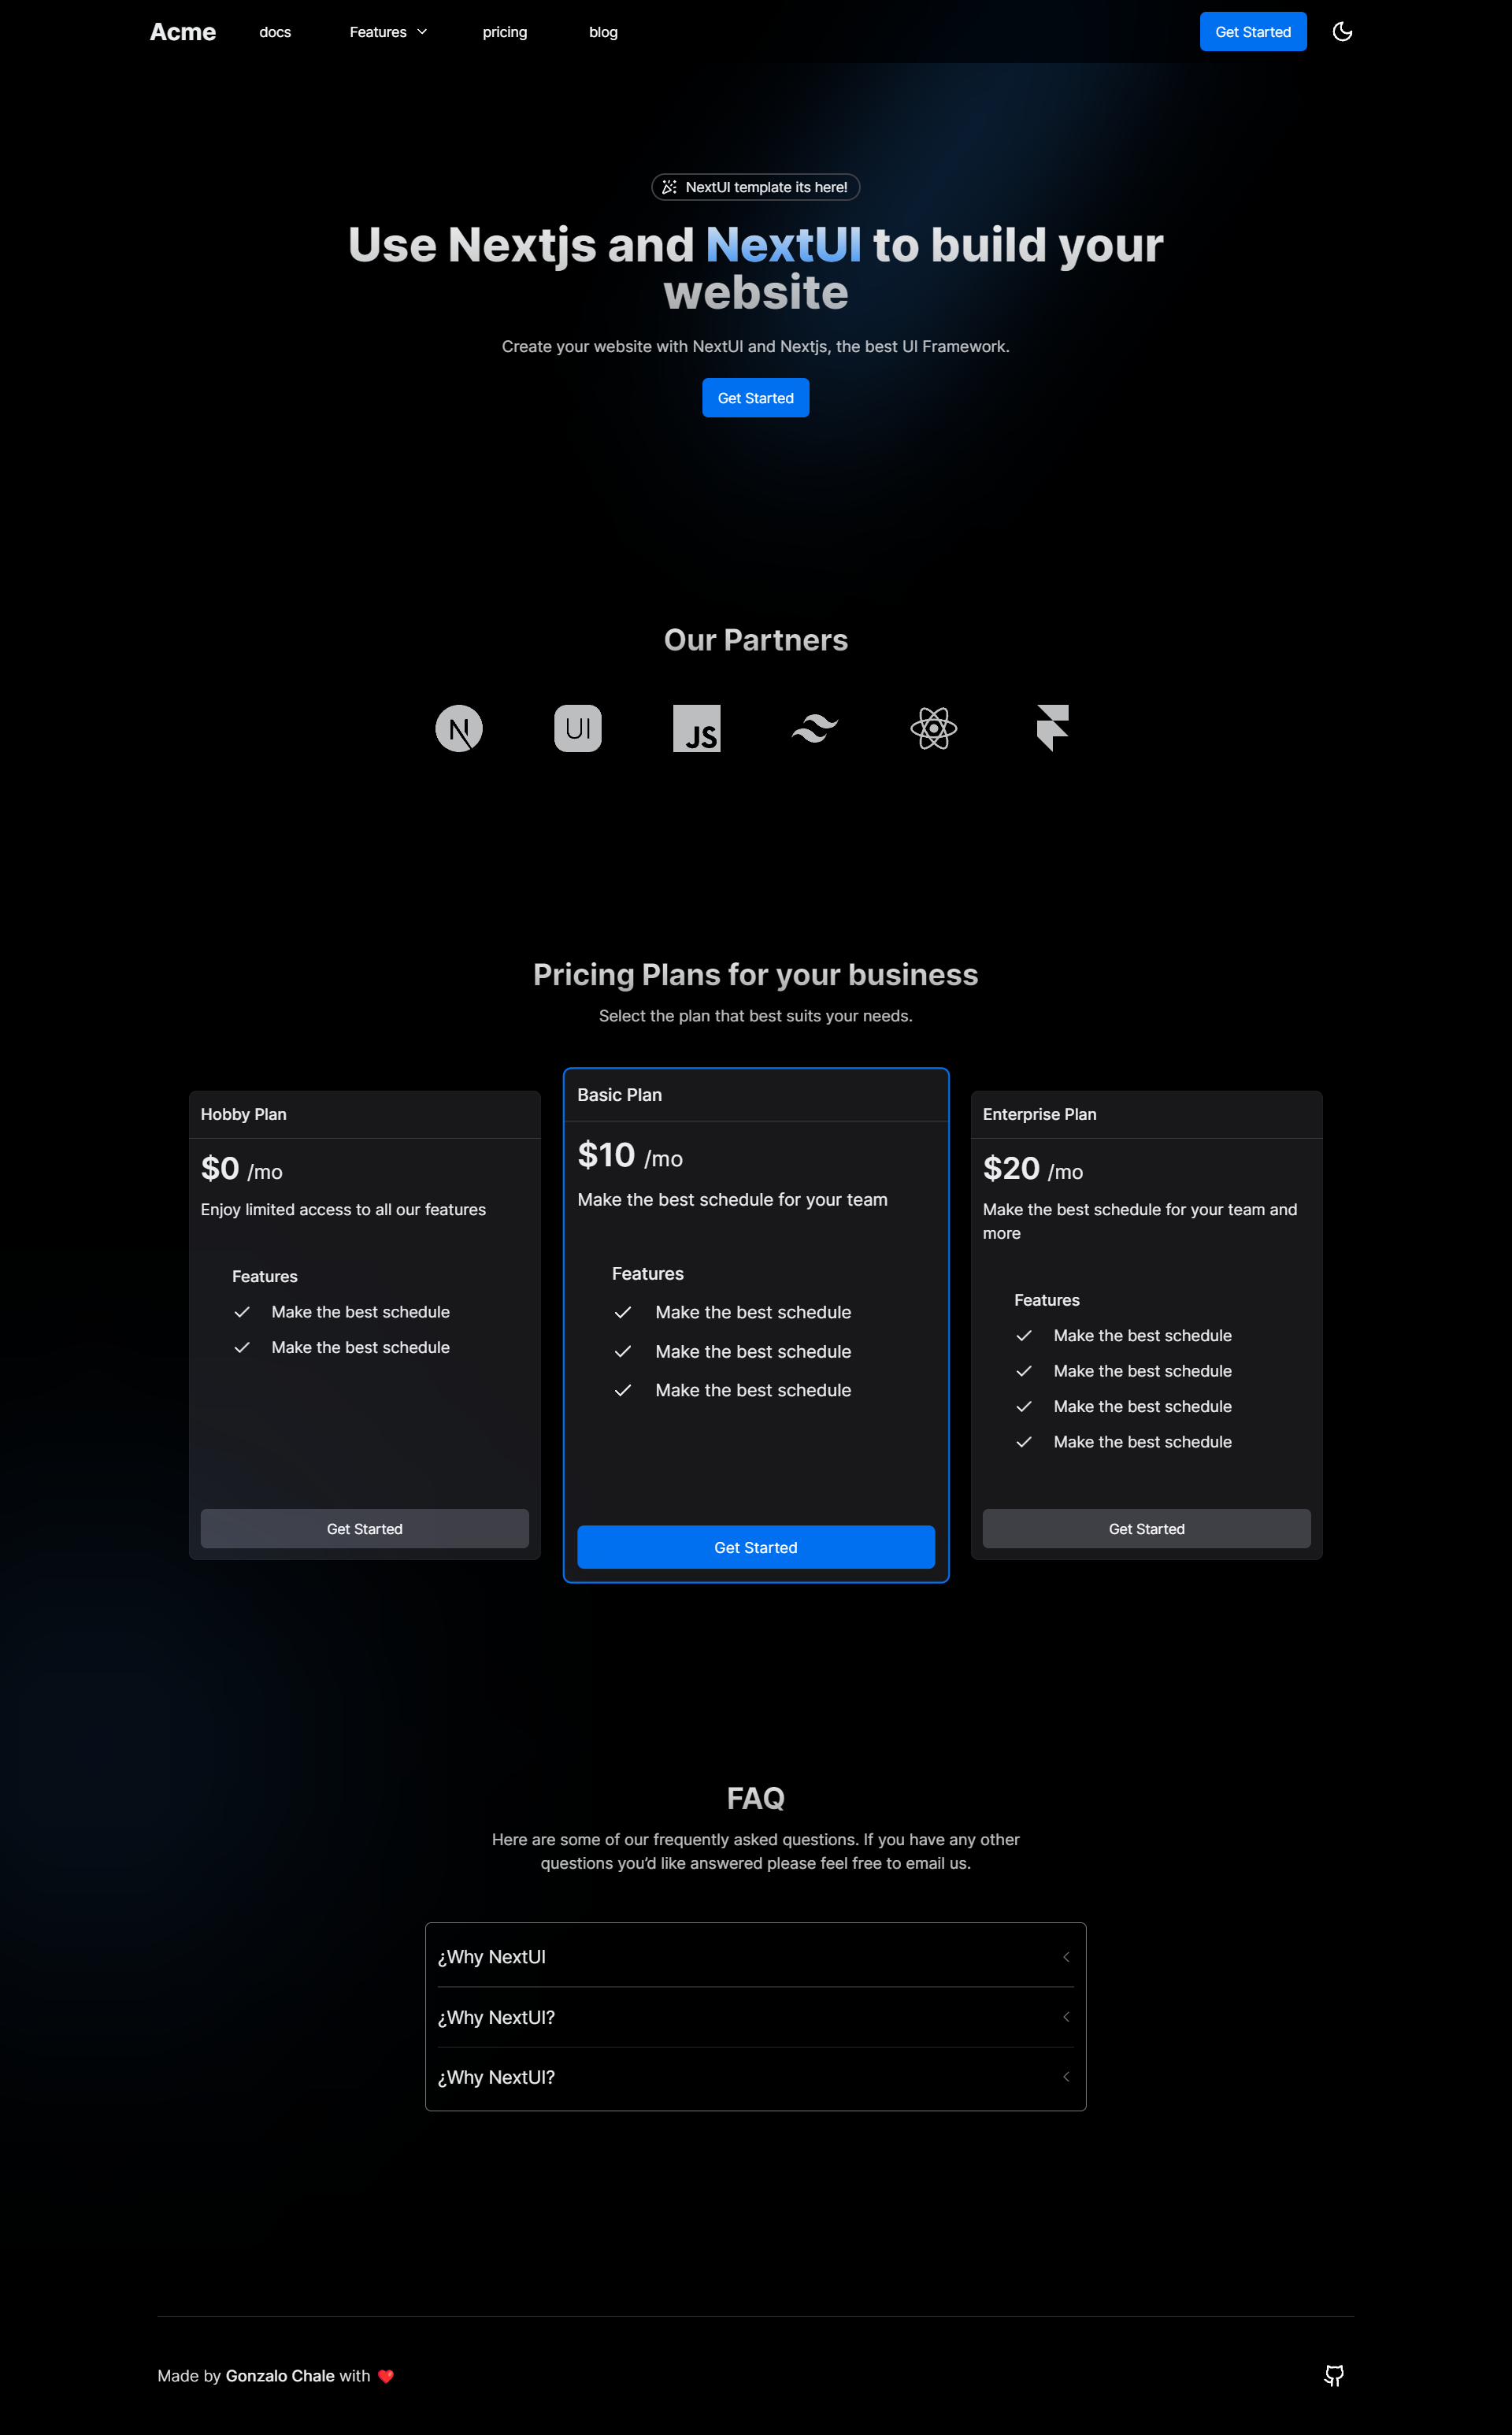 Acme
docs
Features
pricing
blog
Get Started
NextUI template its here!
Use Nextjs and NextUI to build your
website
Create your website with NextUI and Nextjs, the best UI Framework.
Get Started
Our Partners
N
UI
JS
Pricing Plans for your business
Select the plan that best suits your needs.
Hobby Plan
$0 /mo
Enjoy limited access to all our features
Features
Make the best schedule
Make the best schedule
Get Started
Basic Plan
$10 /mo
Make the best schedule for your team
Features
Make the best schedule
Make the best schedule
Make the best schedule
Get Started
Enterprise Plan
$20 /mo
Make the best schedule for your team and
more
Features
Make the best schedule
Make the best schedule
Make the best schedule
Make the best schedule
Get Started
FAQ
Here are some of our frequently asked questions. If you have any other
questions you’d like answered please feel free to email us.
¿Why NextUI
¿Why NextUI?
¿Why NextUI?
Made by Gonzalo Chale with ❤️